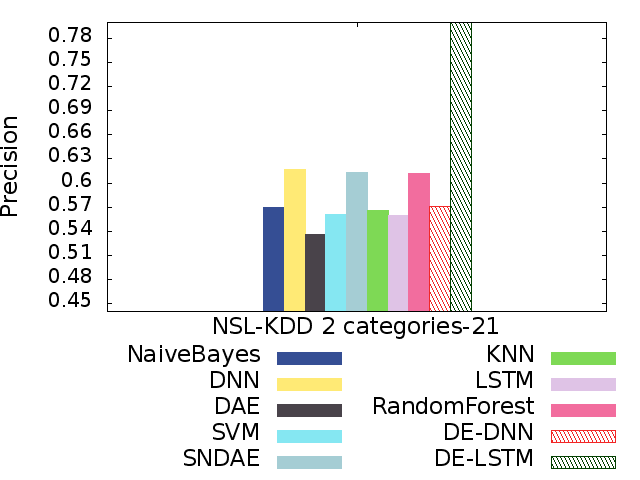 0.78
0.75
0.72
0.69
0.66
0.63
0.6
0.57
0.54
0.51
0.48
0.45
Precision
NSL-KDD 2 categories-21
NaiveBayes
DNN
DAE
SVM
SNDAE
KNN
LSTM
RandomForest
DE-DNN
DE-LSTM